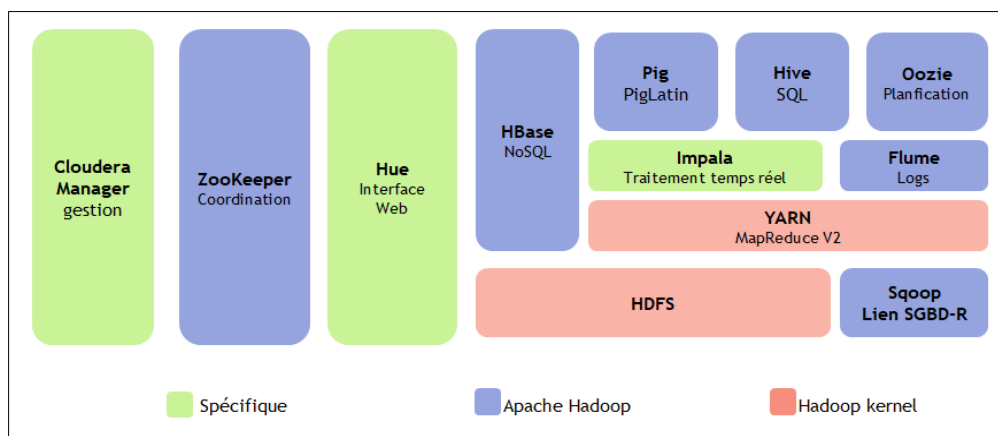 Cloudera
Manager
gestion
ZooKeeper
Coordination
Hue
Interface
Web
HBase
NoSQL
Pig
PigLatin
Hive
SQL
Oozie
Planfication
Impala
Traitement temps réel
Flume
Logs
YARN
MapReduce V2
HDFS
Sqoop
Lien SGBD-R
Spécifique
Apache Hadoop
Hadoop kernel